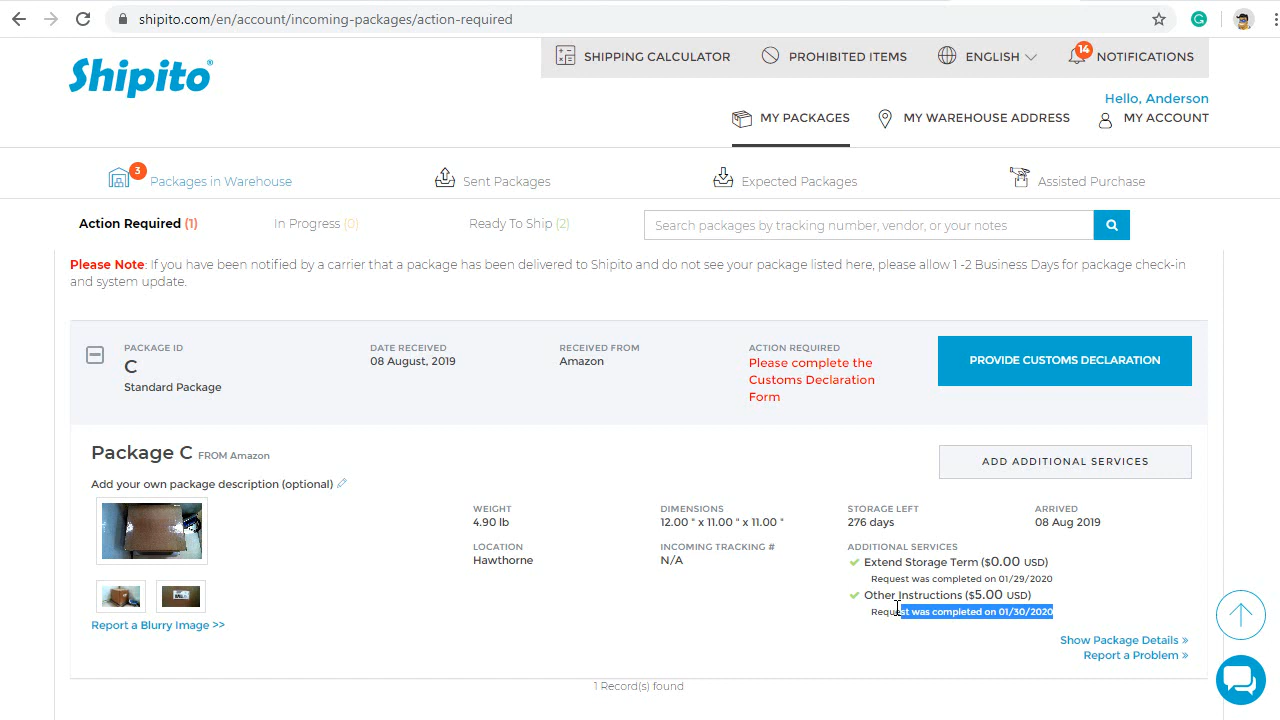 shipito.com/en/account/incoming-packages/action-required
SHIPPING CALCULATOR PROHIBITED ITEMS ENGLISH 14 NOTIFICATIONS
Shipito®
Hello, Anderson
MY PACKAGES MY WAREHOUSE ADDRESS MY ACCOUNT
3 Packages in Warehouse Sent Packages Expected Packages Assisted Purchase
Action Required (1) In Progress (0) Ready To Ship (2) Search packages by tracking number, vendor, or your notes
Please Note: If you have been notified by a carrier that a package has been delivered to Shipito and do not see your package listed here, please allow 1 -2 Business Days for package check-in
and system update.
PACKAGE ID DATE RECEIVED RECEIVED FROM ACTION REQUIRED
C 08 August, 2019 Amazon Please complete the
Customs Declaration
Form
Standard Package
PROVIDE CUSTOMS DECLARATION
Package C FROM Amazon
ADD ADDITIONAL SERVICES
Add your own package description (optional)
WEIGHT DIMENSIONS STORAGE LEFT ARRIVED
4.90 lb 12.00 " x 11.00 " x 11.00 " 276 days 08 Aug 2019
LOCATION INCOMING TRACKING # ADDITIONAL SERVICES
Hawthorne N/A Extend Storage Term ($0.00 USD)
Request was completed on 01/29/2020
Other Instructions ($5.00 USD)
Request was completed on 01/30/2020
Report a Blurry Image >>
Show Package Details »
Report a Problem »
1 Record(s) found